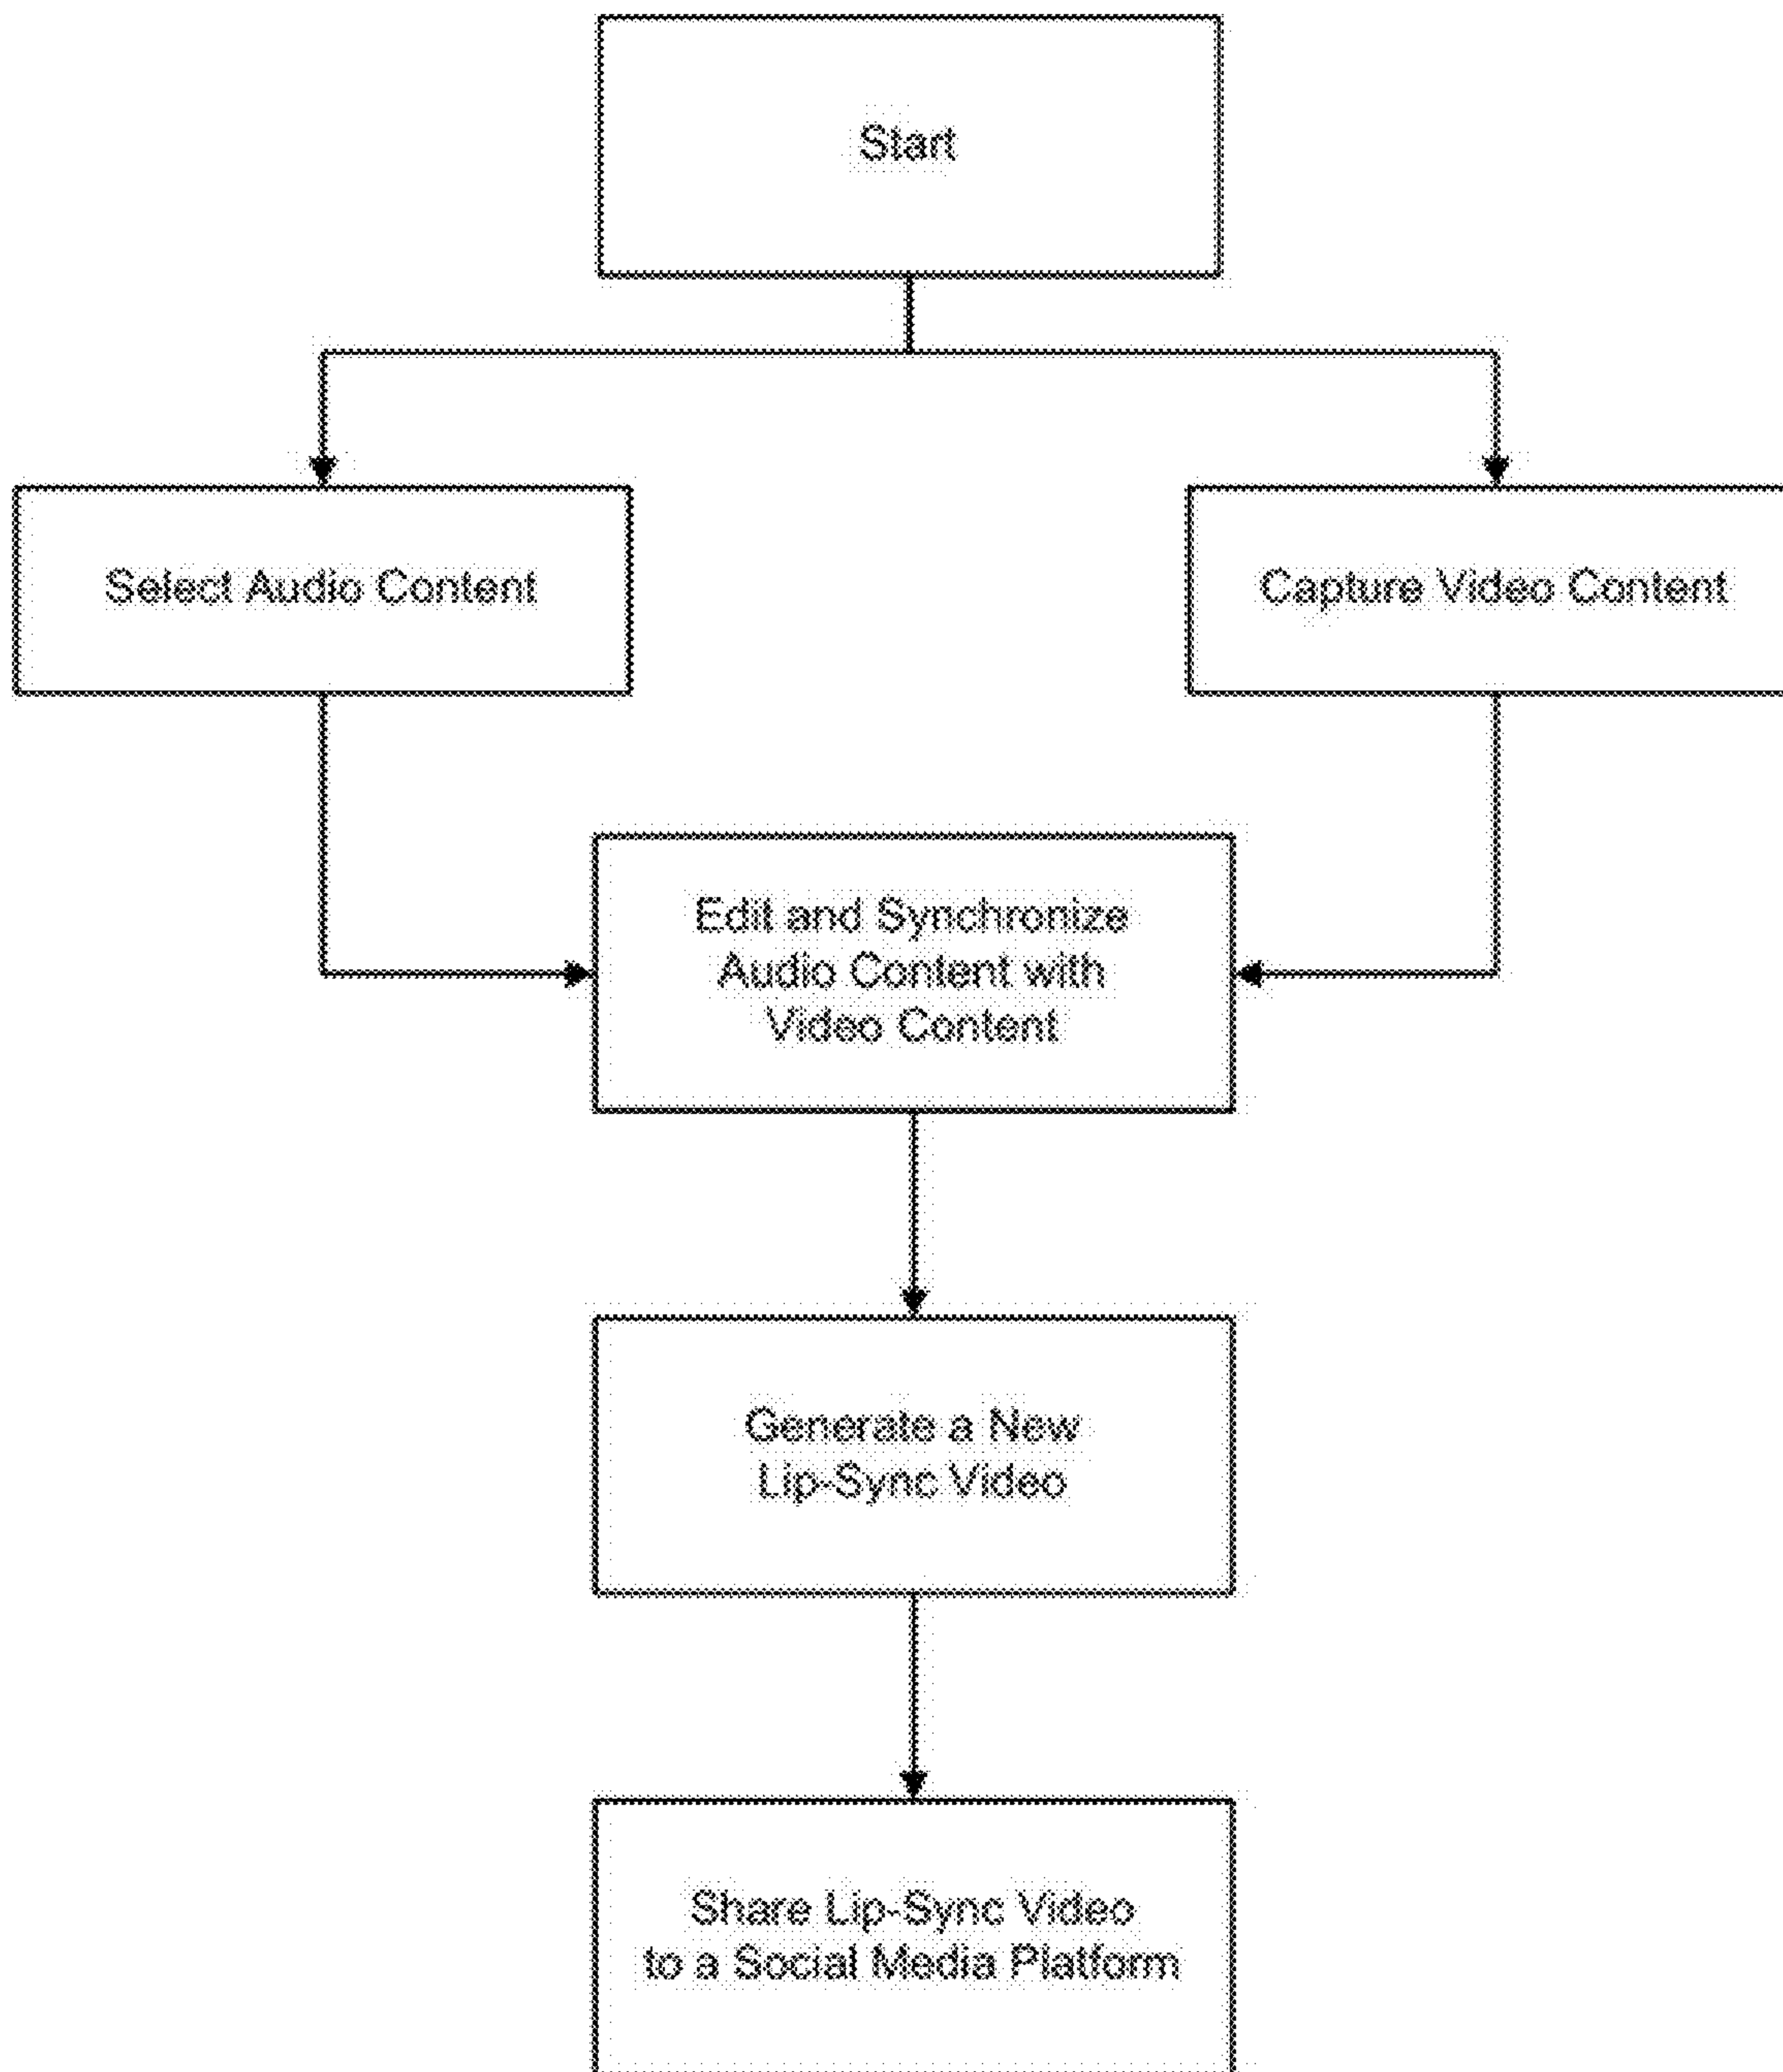 Start
Select Audio Content
Capture Video Content
Edit and Synchronize
Audio Content with
Video Content
Generate a New
Lip-Sync Video
Share Lip-Sync Video
to a Social Media Platform